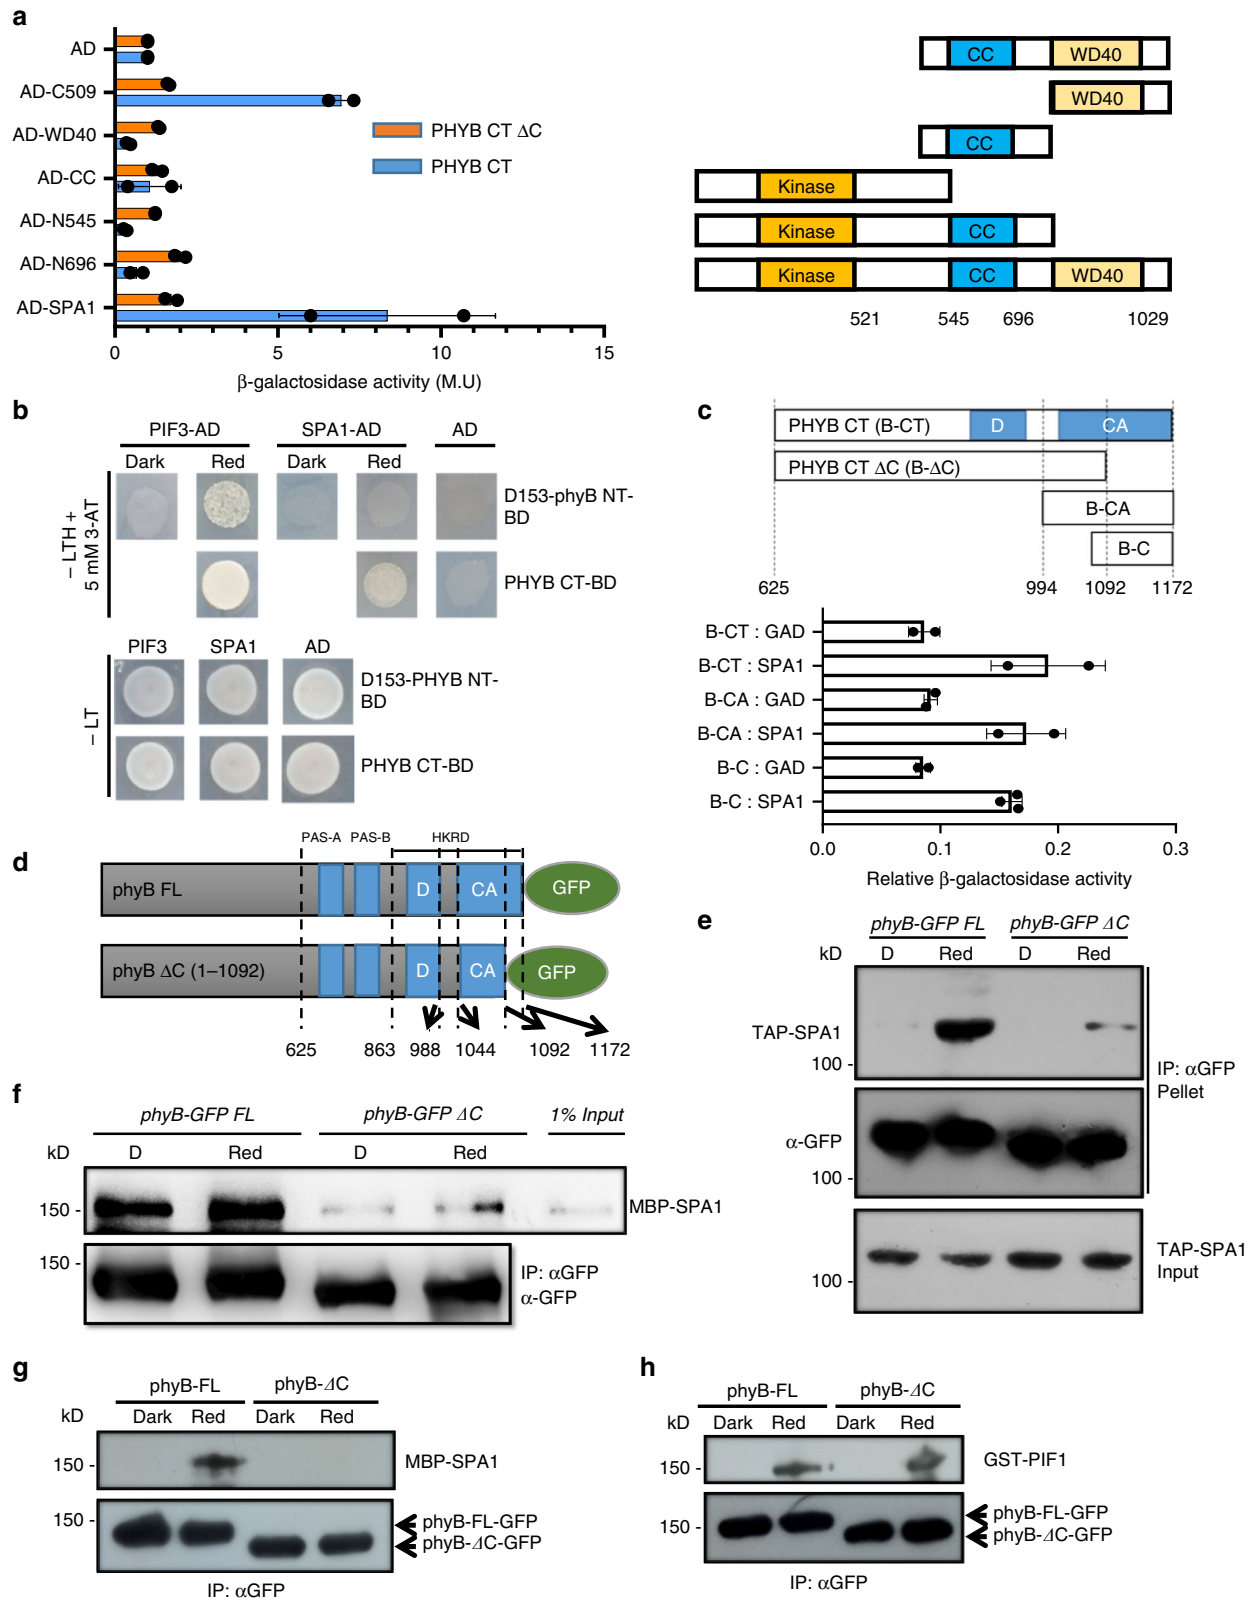 a
AD
AD-C509
AD-WD40
AD-CC
AD-N545
AD-N696
AD-SPA1
PHYB CT ΔC
PHYB CT
0 5 10 15
β-galactosidase activity (M.U)
CC WD40
WD40
CC
Kinase
Kinase CC
Kinase CC WD40
521 545 696 1029
b
PIF3-AD SPA1-AD AD
Dark Red Dark Red
– LTH +
5 mM 3-AT
D153-phyB NT-
BD
PHYB CT-BD
PIF3 SPA1 AD
– LT
D153-PHYB NT-
BD
PHYB CT-BD
c
PHYB CT (B-CT) D CA
PHYB CT ΔC (B-ΔC)
B-CA
B-C
625 994 1092 1172
B-CT : GAD
B-CT : SPA1
B-CA : GAD
B-CA : SPA1
B-C : GAD
B-C : SPA1
0.0 0.1 0.2 0.3
Relative β-galactosidase activity
d
PAS-A PAS-B HKRD
phyB FL D CA GFP
phyB ΔC (1–1092) D CA GFP
625 863 988 1044 1092 1172
e
phyB-GFP FL phyB-GFP ΔC
kD D Red D Red
TAP-SPA1
100 -
α-GFP
100 -
IP: αGFP
Pellet
100 -
TAP-SPA1
Input
f
phyB-GFP FL phyB-GFP ΔC 1% Input
kD D Red D Red
150 - MBP-SPA1
150 -
IP: αGFP
α-GFP
g
phyB-FL phyB-ΔC
kD Dark Red Dark Red
150 - MBP-SPA1
150 -
phyB-FL-GFP
phyB-ΔC-GFP
IP: αGFP
h
phyB-FL phyB-ΔC
kD Dark Red Dark Red
150 - GST-PIF1
150 -
phyB-FL-GFP
phyB-ΔC-GFP
IP: αGFP